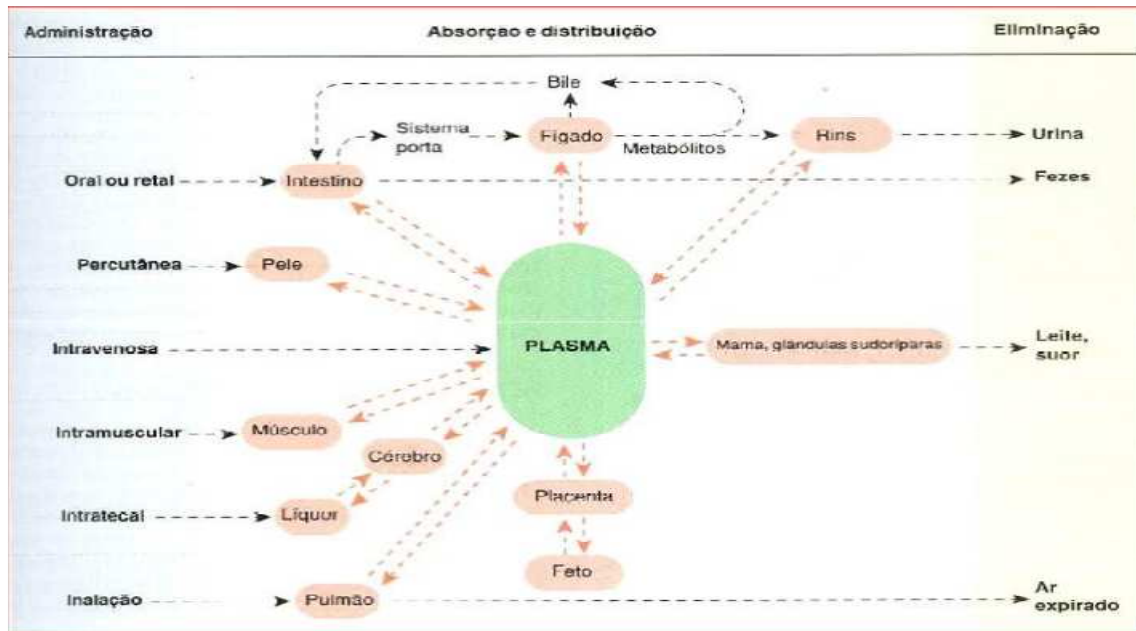 Administração
Absorção e distribuição
Eliminação
Bile
Sistema
porta
Fígado
Metabólitos
Rins
Urina
Oral ou retal
Intestino
Fezes
Percutânea
Pele
Intravenosa
PLASMA
Mama, glândulas sudoríparas
Leite,
suor
Intramuscular
Músculo
Cérebro
Intratecal
Líquor
Placenta
Feto
Inalação
Pulmão
Ar
expirado